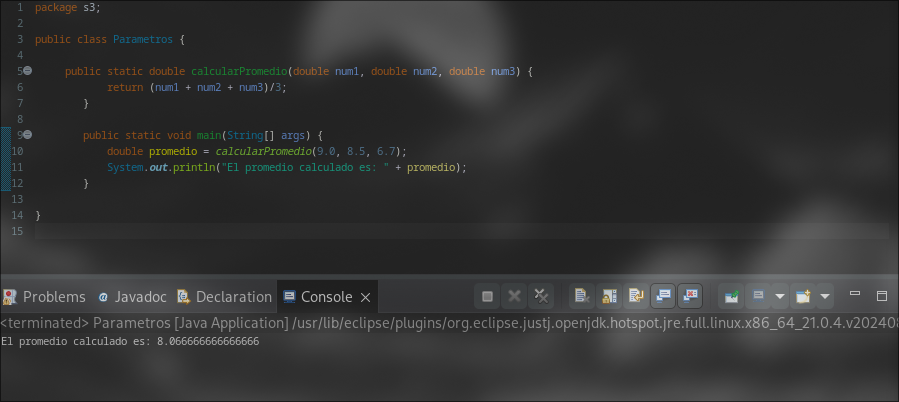 1 package s3;
2
3 public class Parametros {
4
5 public static double calcularPromedio(double num1, double num2, double num3) {
6 return (num1 + num2 + num3)/3;
7 }
8
9 public static void main(String[] args) {
10 double promedio = calcularPromedio(9.0, 8.5, 6.7);
11 System.out.println("El promedio calculado es: " + promedio);
12 }
13
14 }
15
Problems @ Javadoc Declaration Console
<terminated> Parametros [Java Application] /usr/lib/eclipse/plugins/org.eclipse.justj.openjdk.hotspot.jre.full.linux.x86_64_21.0.4.v20240
El promedio calculado es: 8.066666666666666